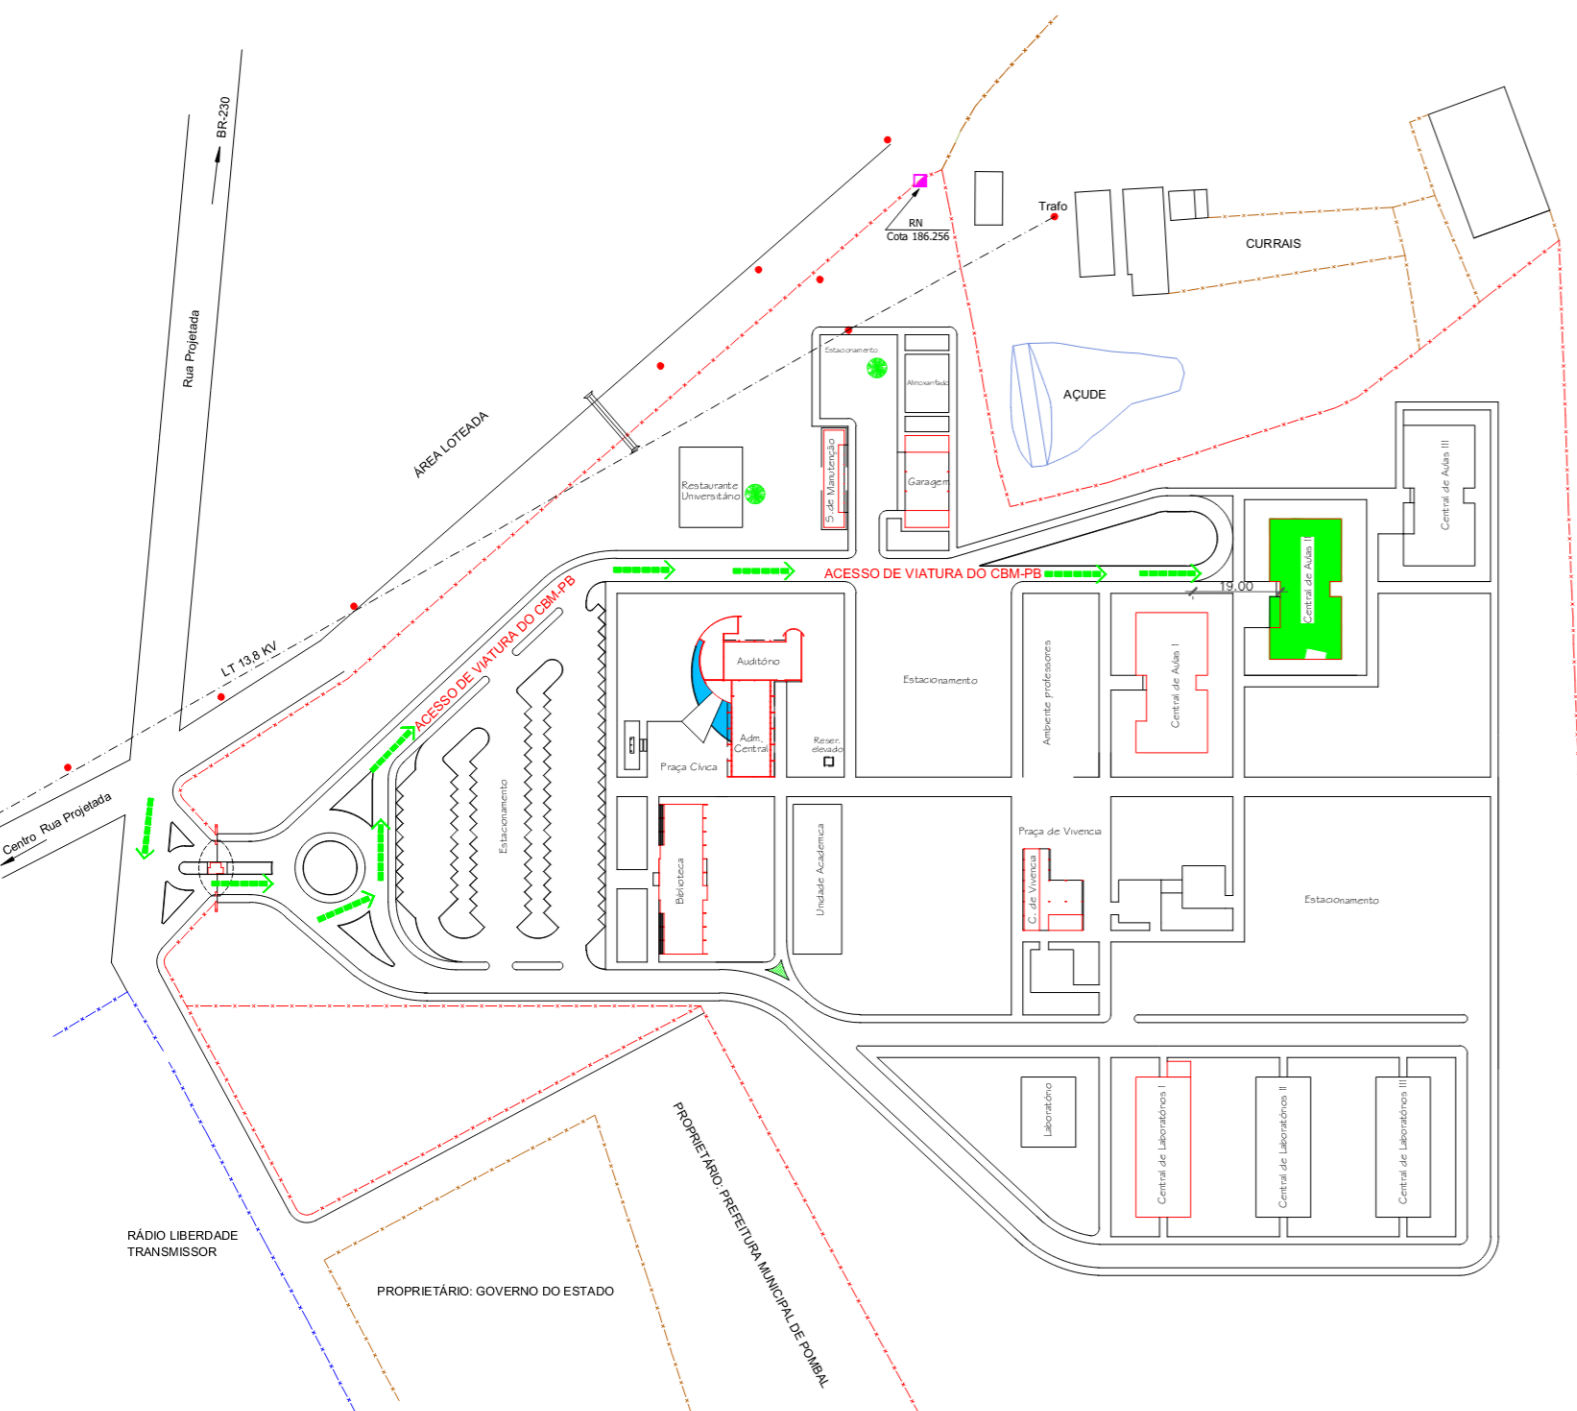 BR-230
Rua Projetada
Trafo
RN
Cota 186.256
CURRAIS
AÇUDE
ÁREA LOTEADA
Estacionamento
Almoxarifado
Restaurante
Universitário
S. de Manutenção
Garagem
Central de Aulas III
Central de Aulas II
19.00
ACESSO DE VIATURA DO CBM-PB
ACESSO DE VIATURA DO CBM-PB
LT 13,8 KV
Auditório
Adm.
Central
Reser.
elevado
Praça Cívica
Estacionamento
Ambiente professores
Central de Aulas I
Centro Rua Projetada
Estacionamento
Biblioteca
Unidade Academica
Praça de Vivencia
C. de Vivencia
Estacionamento
Laboratório
Central de Laboratórios I
Central de Laboratórios II
Central de Laboratórios III
RÁDIO LIBERDADE
TRANSMISSOR
PROPRIETÁRIO: GOVERNO DO ESTADO
PROPRIETÁRIO: PREFEITURA MUNICIPAL DE POMBAL